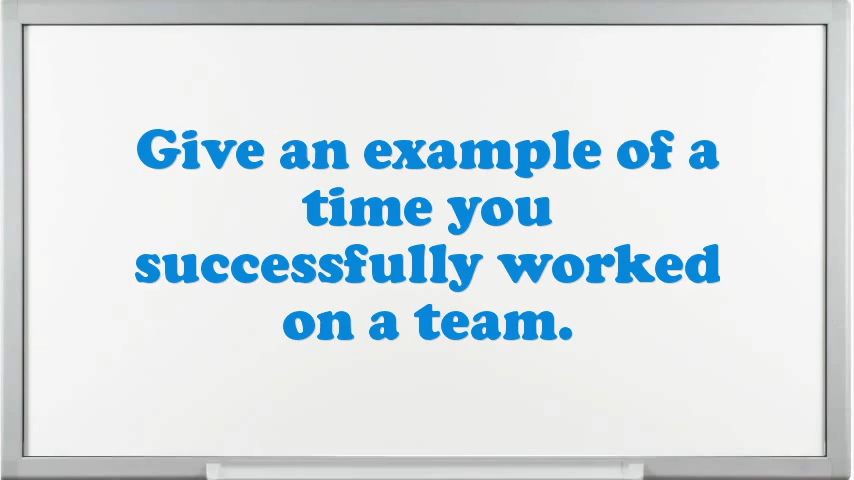 Give an example of a
time you
successfully worked
on a team.